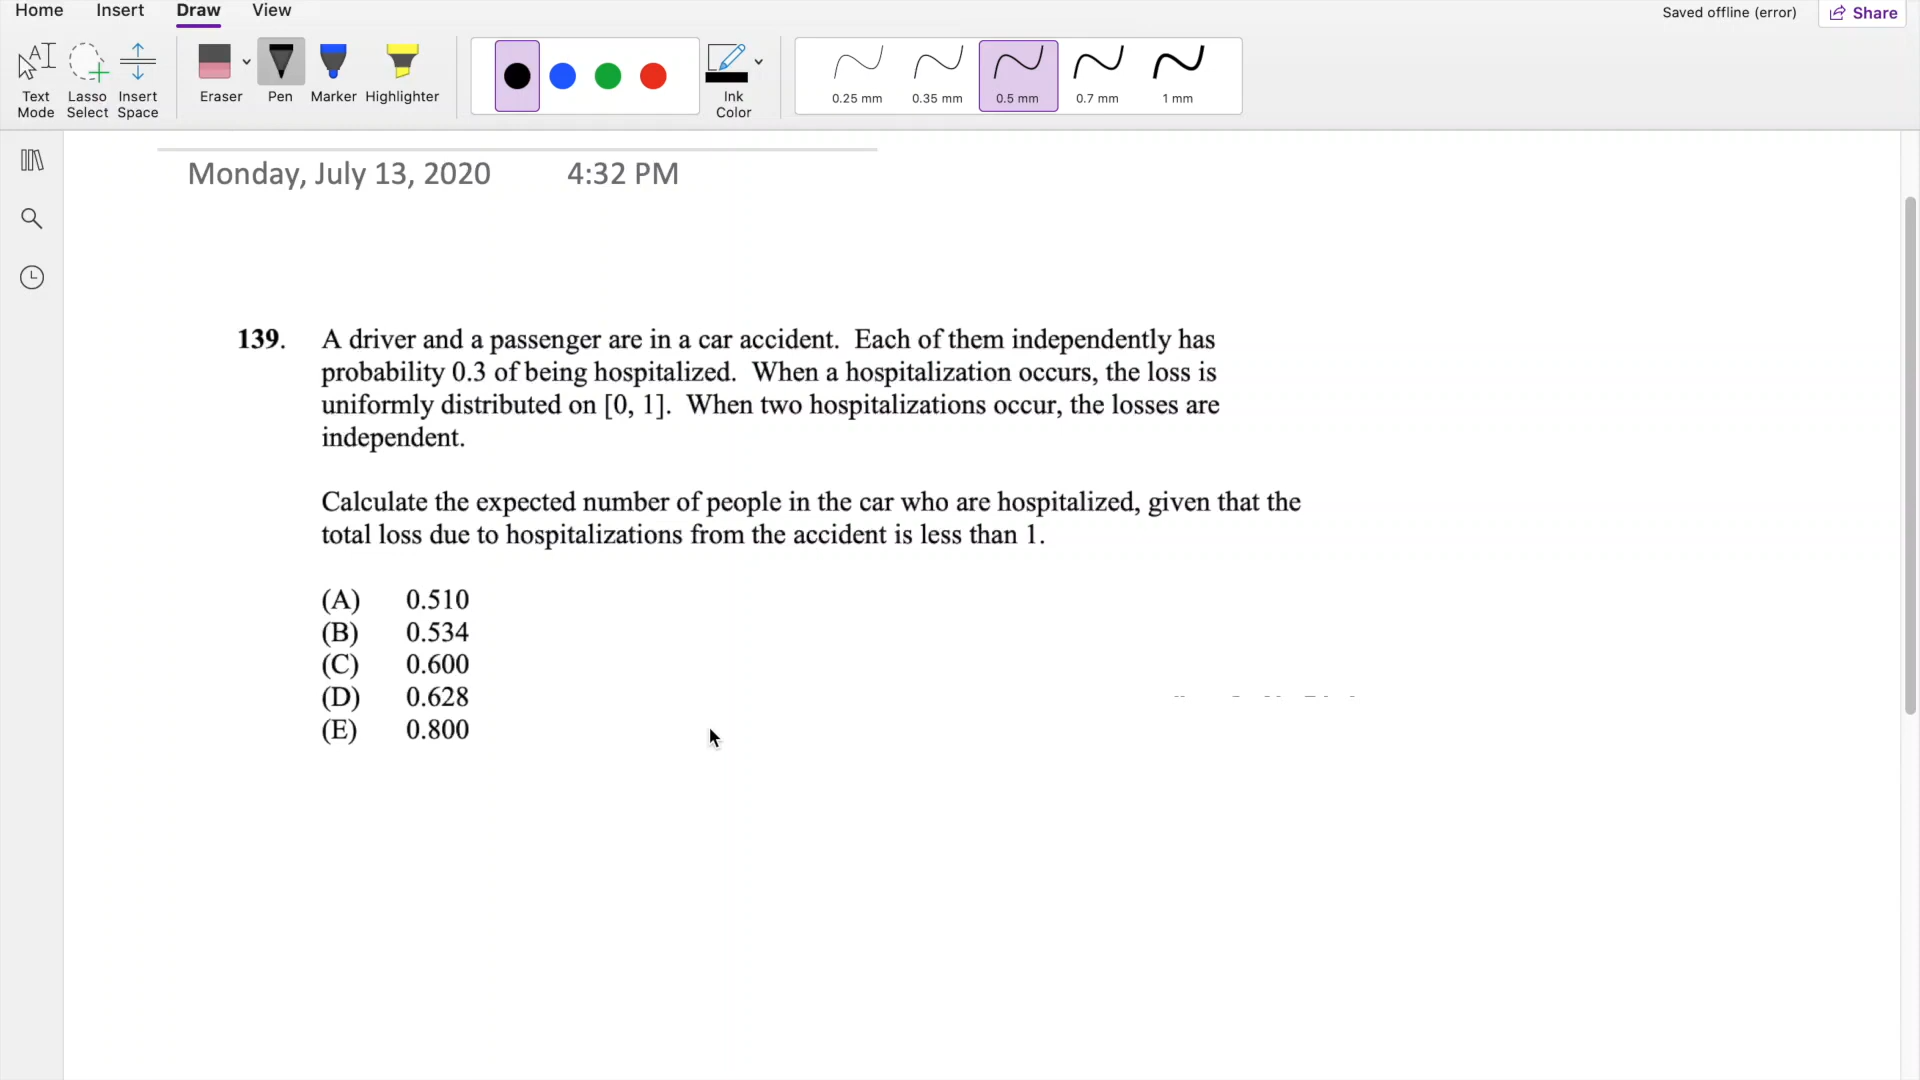 Home Insert Draw View
Saved offline (error) Share
Text Mode
Lasso Select
Insert Space
Eraser
Pen
Marker
Highlighter
Ink Color
0.25 mm
0.35 mm
0.5 mm
0.7 mm
1 mm
Monday, July 13, 2020 4:32 PM
139. A driver and a passenger are in a car accident. Each of them independently has
probability 0.3 of being hospitalized. When a hospitalization occurs, the loss is
uniformly distributed on [0, 1]. When two hospitalizations occur, the losses are
independent.
Calculate the expected number of people in the car who are hospitalized, given that the
total loss due to hospitalizations from the accident is less than 1.
(A) 0.510
(B) 0.534
(C) 0.600
(D) 0.628
(E) 0.800